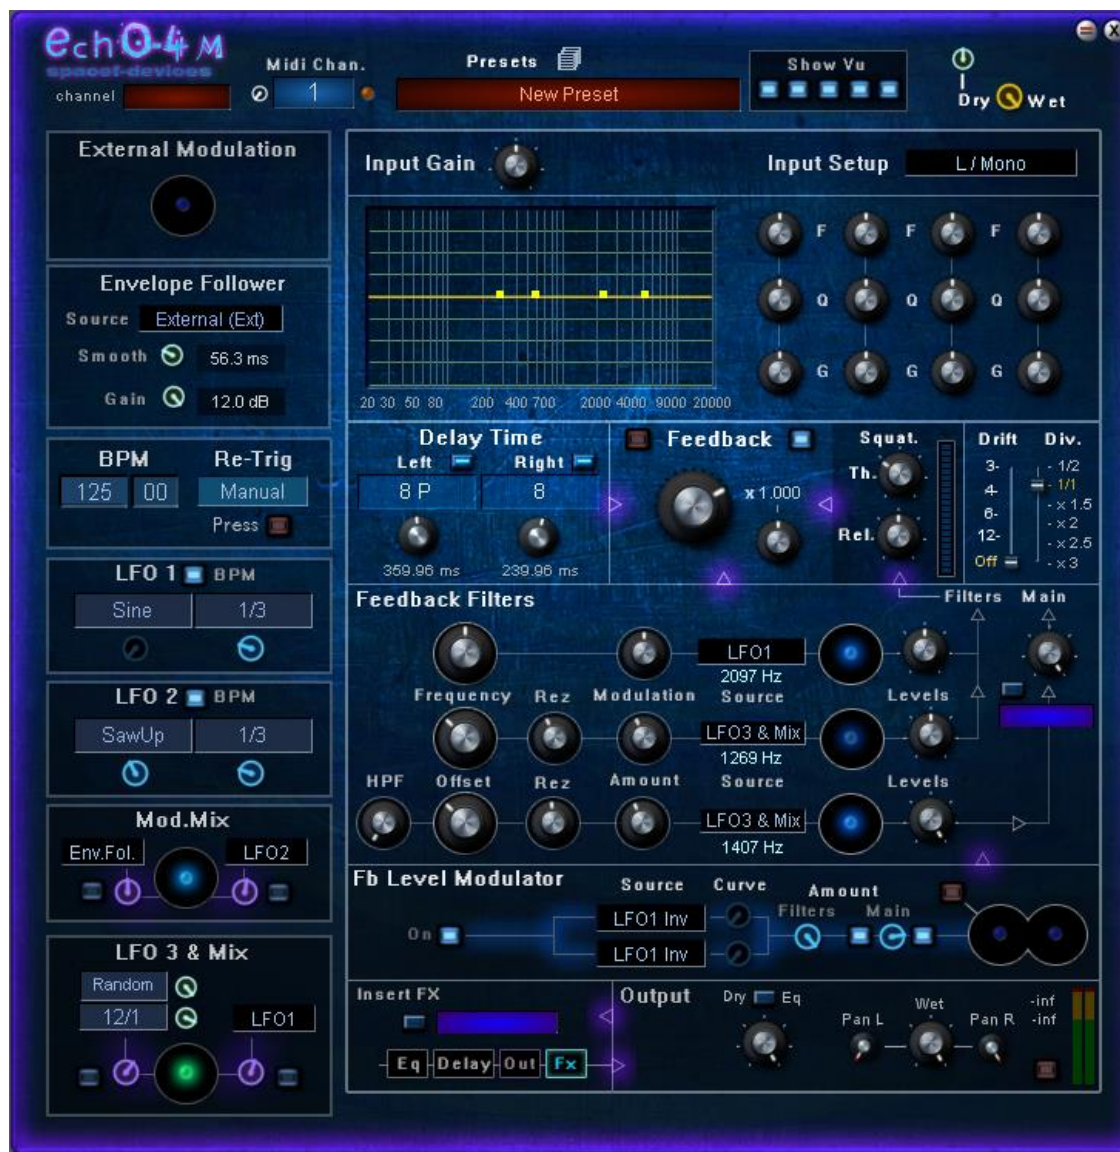 echO-4 M
spacef-devices
channel
Midi Chan.
1
Presets
New Preset
Show Vu
Dry Wet
External Modulation
Input Gain
Input Setup L / Mono
F F F
Q Q Q
G G G
20 30 50 80 200 400 700 2000 4000 9000 20000
Envelope Follower
Source External (Ext)
Smooth 56.3 ms
Gain 12.0 dB
BPM Re-Trig
125 00 Manual
Press
Delay Time
Left Right
8 P 8
359.96 ms 239.96 ms
Feedback
x 1.000
Squat.
Th.
Rel.
Drift
3-
4-
6-
12-
Off
Div.
- 1/2
- 1/1
- x 1.5
- x 2
- x 2.5
- x 3
LFO 1 BPM
Sine 1/3
LFO 2 BPM
SawUp 1/3
Feedback Filters
Filters Main
LFO1
2097 Hz
Frequency Rez Modulation Source Levels
LFO3 & Mix
1269 Hz
HPF Offset Rez Amount Source Levels
LFO3 & Mix
1407 Hz
Mod.Mix
Env.Fol. LFO2
Fb Level Modulator
Source Curve Amount
Filters Main
On
LFO1 Inv
LFO1 Inv
LFO 3 & Mix
Random
12/1 LFO1
Insert FX
Eq Delay Out Fx
Output
Dry Eq
Pan L Wet Pan R
-inf
-inf